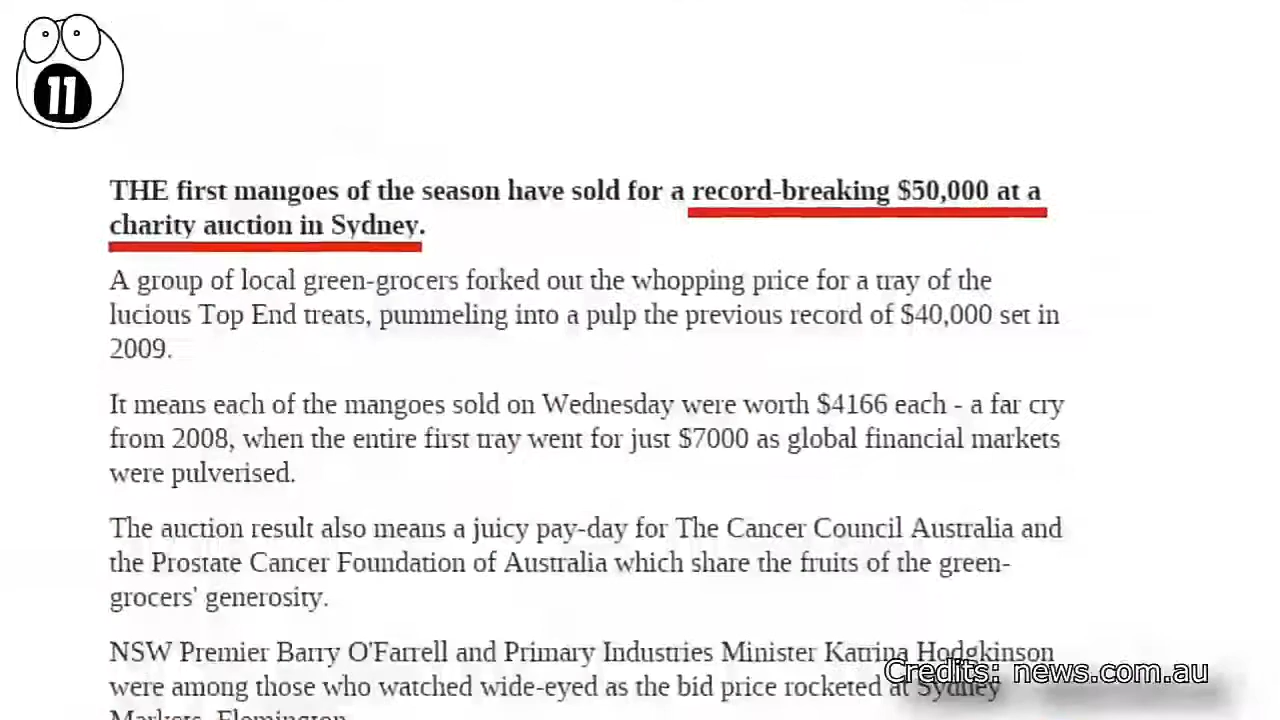 11
THE first mangoes of the season have sold for a record-breaking $50,000 at a
charity auction in Sydney.
A group of local green-grocers forked out the whopping price for a tray of the
lucious Top End treats, pummeling into a pulp the previous record of $40,000 set in
2009.
It means each of the mangoes sold on Wednesday were worth $4166 each - a far cry
from 2008, when the entire first tray went for just $7000 as global financial markets
were pulverised.
The auction result also means a juicy pay-day for The Cancer Council Australia and
the Prostate Cancer Foundation of Australia which share the fruits of the green-
grocers' generosity.
NSW Premier Barry O'Farrell and Primary Industries Minister Katrina Hodgkinson
were among those who watched wide-eyed as the bid price rocketed at Sydney
Markets, Flemington.
Credits: news.com.au